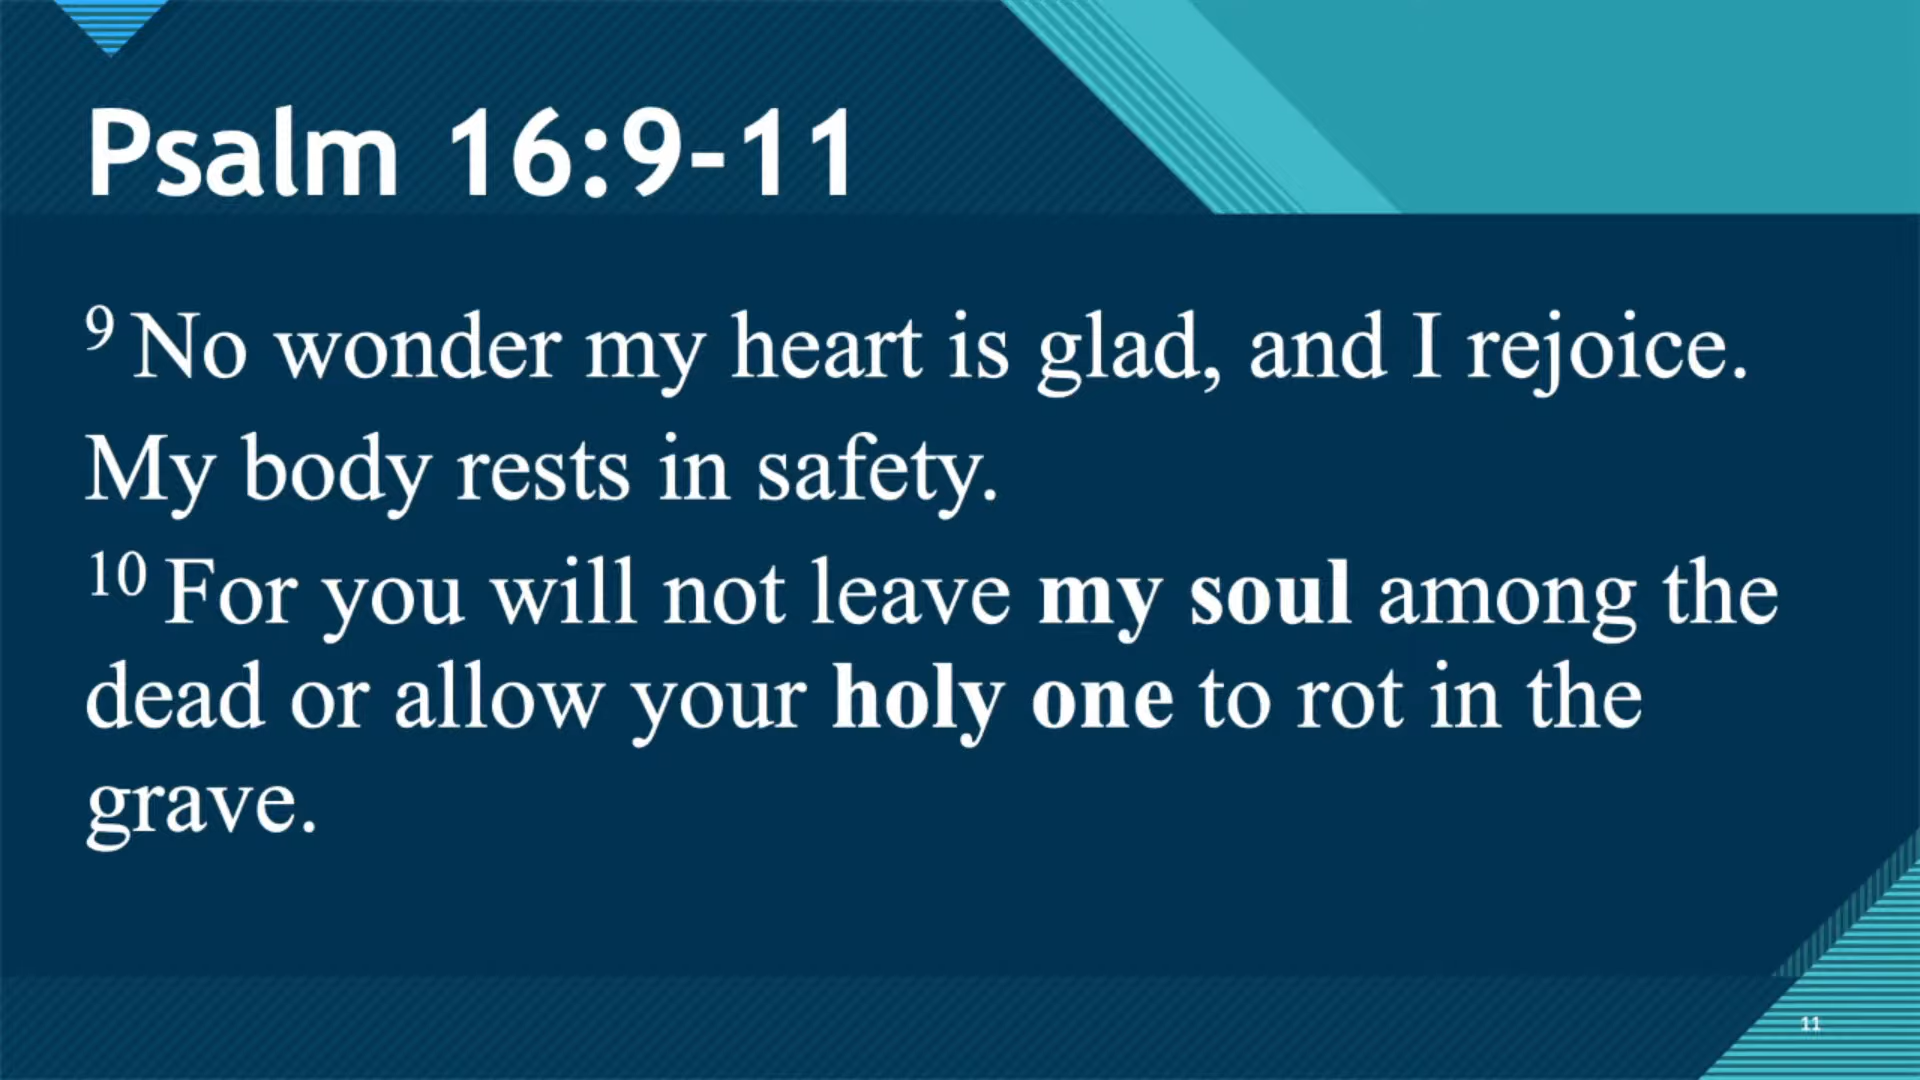 Psalm 16:9-11
9 No wonder my heart is glad, and I rejoice.
My body rests in safety.
10 For you will not leave my soul among the
dead or allow your holy one to rot in the
grave.
11